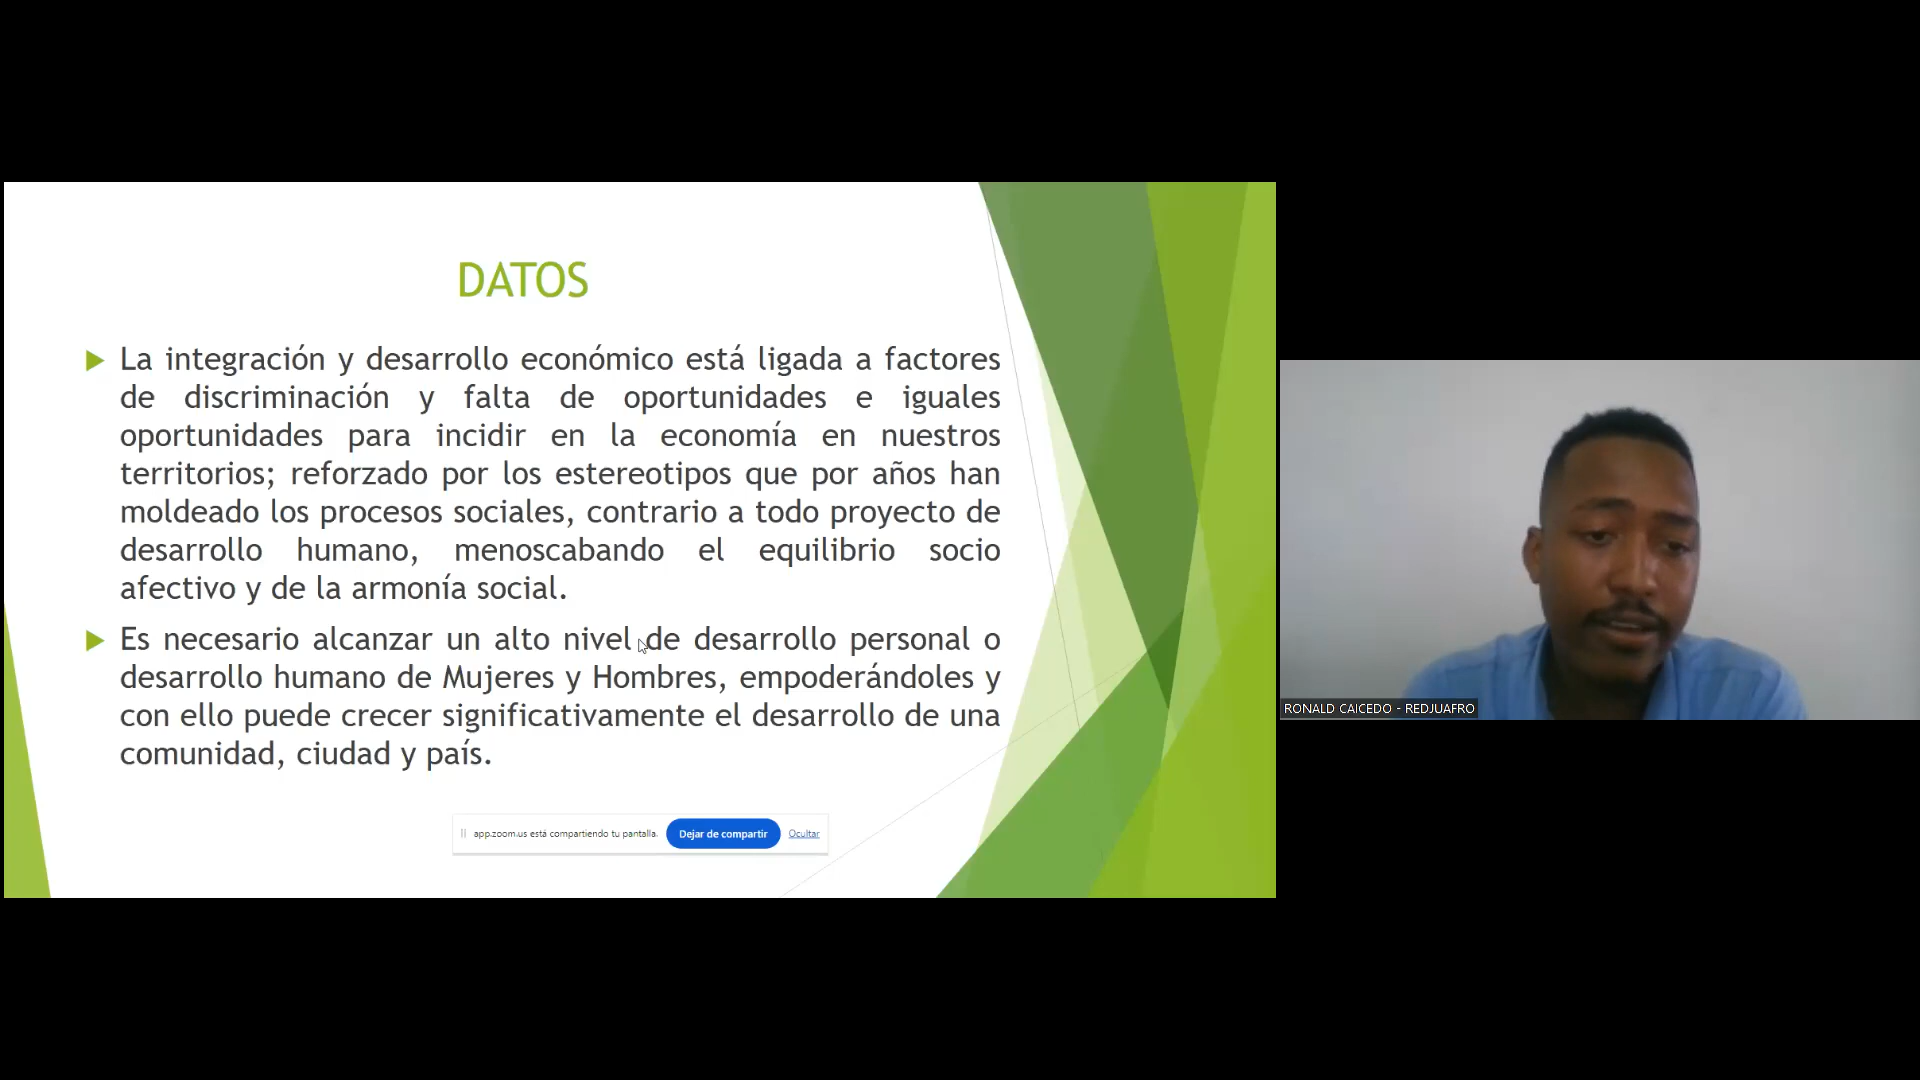 DATOS
La integración y desarrollo económico está ligada a factores
de discriminación y falta de oportunidades e iguales
oportunidades para incidir en la economía en nuestros
territorios; reforzado por los estereotipos que por años han
moldeado los procesos sociales, contrario a todo proyecto de
desarrollo humano, menoscabando el equilibrio socio
afectivo y de la armonía social.
Es necesario alcanzar un alto nivel de desarrollo personal o
desarrollo humano de Mujeres y Hombres, empoderándoles y
con ello puede crecer significativamente el desarrollo de una
comunidad, ciudad y país.
app.zoom.us está compartiendo tu pantalla. Dejar de compartir Ocultar
RONALD CAICEDO - REDJUAFRO